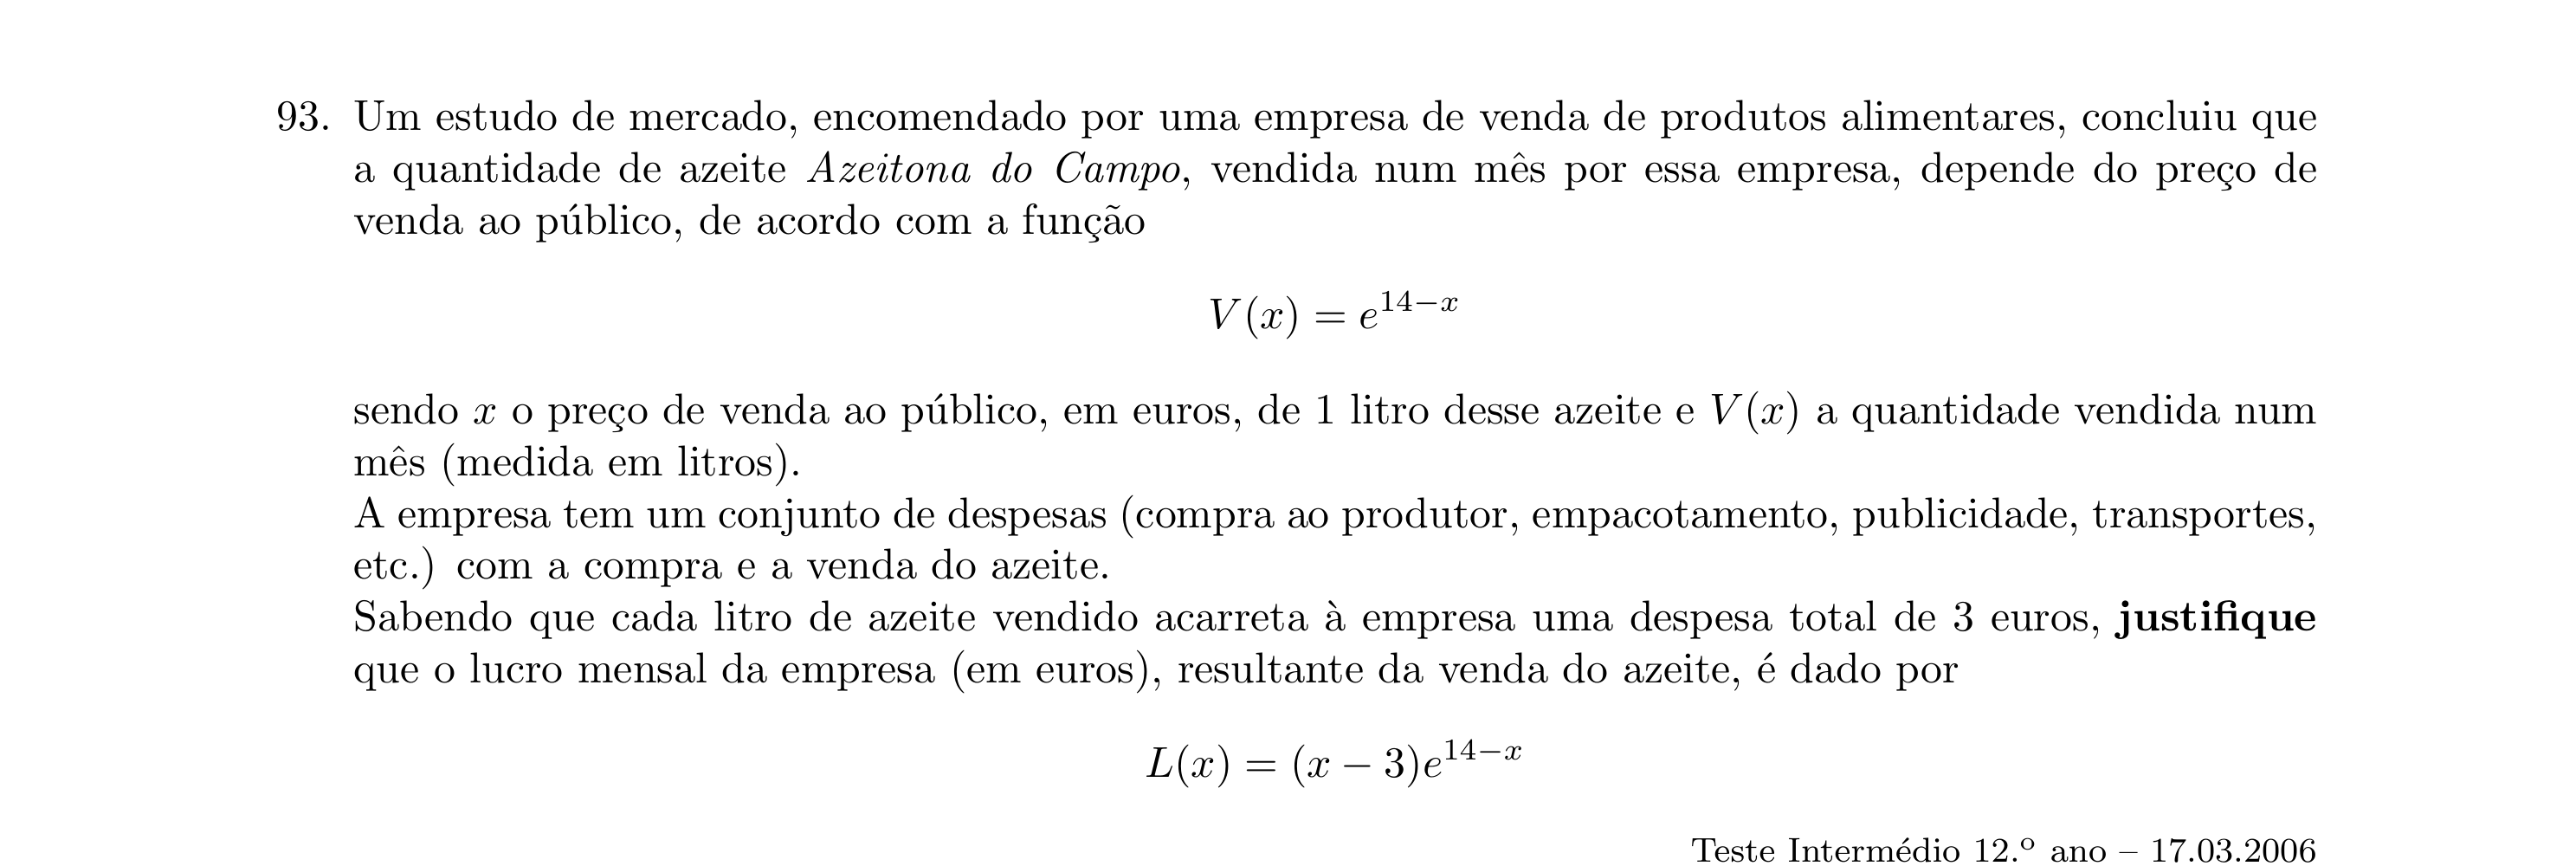 93. Um estudo de mercado, encomendado por uma empresa de venda de produtos alimentares, concluiu que
a quantidade de azeite Azeitona do Campo, vendida num mês por essa empresa, depende do preço de
venda ao público, de acordo com a função
V(x) = e^{14−x}
sendo x o preço de venda ao público, em euros, de 1 litro desse azeite e V(x) a quantidade vendida num
mês (medida em litros).
A empresa tem um conjunto de despesas (compra ao produtor, empacotamento, publicidade, transportes,
etc.) com a compra e a venda do azeite.
Sabendo que cada litro de azeite vendido acarreta à empresa uma despesa total de 3 euros, justifique
que o lucro mensal da empresa (em euros), resultante da venda do azeite, é dado por
L(x) = (x − 3)e^{14−x}
Teste Intermédio 12.º ano – 17.03.2006